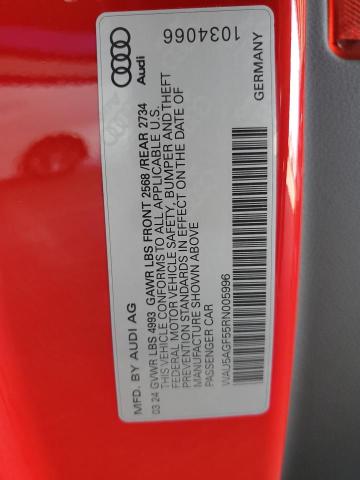 MFD. BY AUDI AG
03 24 GVWR LBS 4993 GAWR LBS FRONT 2568 / REAR 2734
THIS VEHICLE CONFORMS TO ALL APPLICABLE U.S.
FEDERAL MOTOR VEHICLE SAFETY, BUMPER AND THEFT
PREVENTION STANDARDS IN EFFECT ON THE DATE OF
MANUFACTURE SHOWN ABOVE
PASSENGER CAR
WAU5AGF55RN005996
Audi
1034066
GERMANY